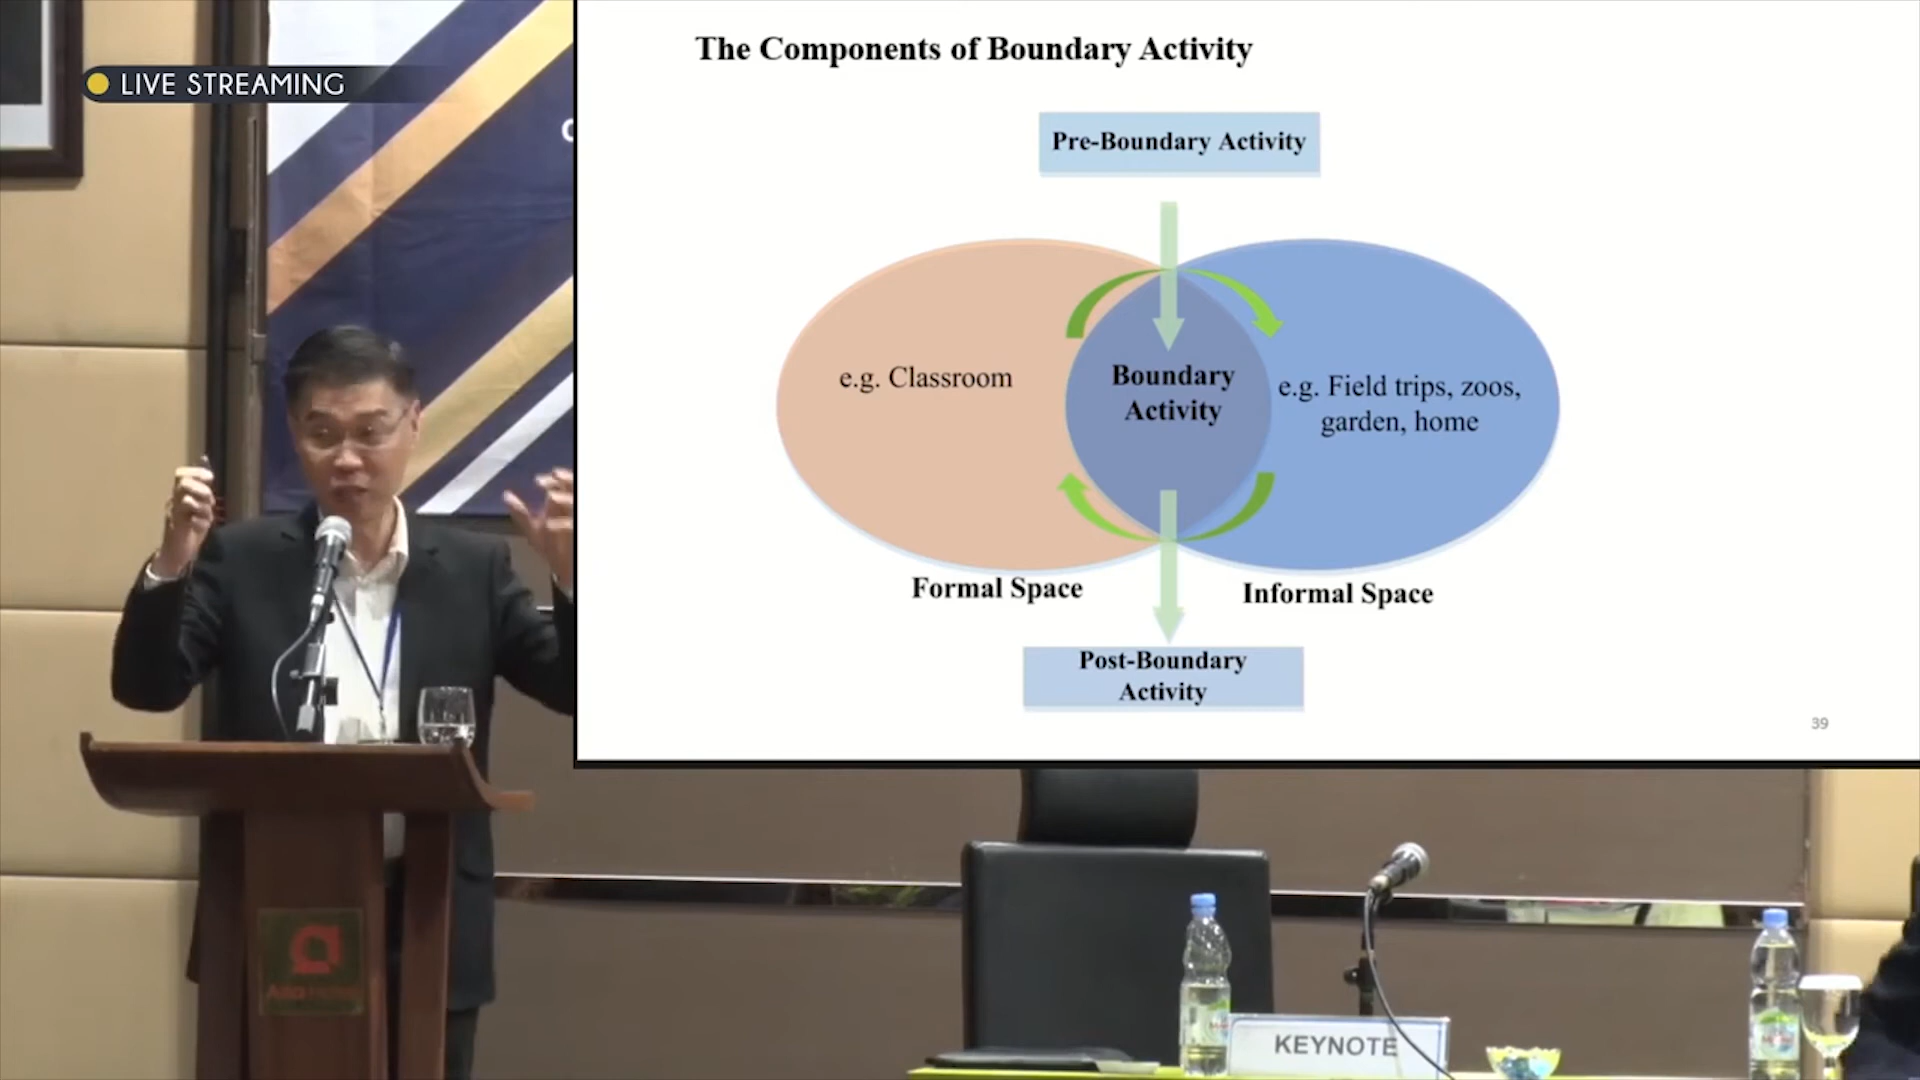 LIVE STREAMING
The Components of Boundary Activity
Pre-Boundary Activity
e.g. Classroom
Boundary
Activity
e.g. Field trips, zoos,
garden, home
Formal Space
Informal Space
Post-Boundary
Activity
39
KEYNOTE